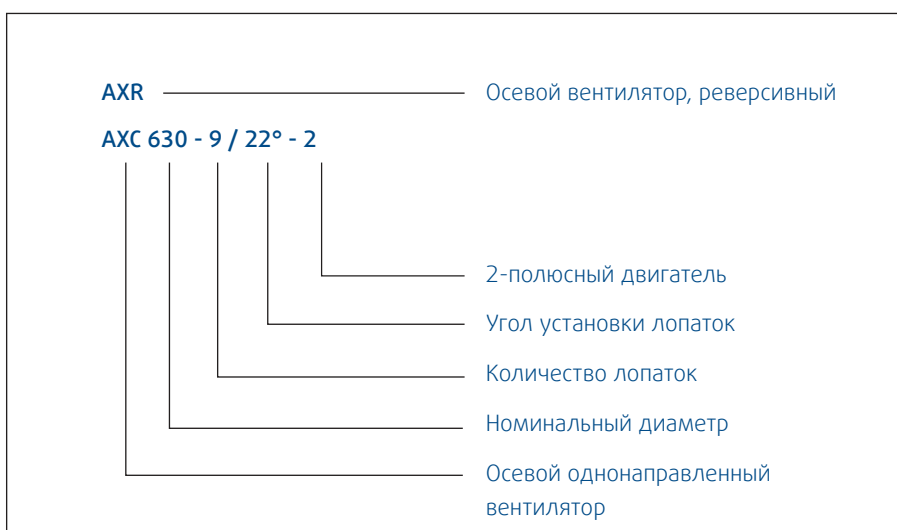 AXR
Осевой вентилятор, реверсивный
AXC 630 - 9 / 22° - 2
2-полюсный двигатель
Угол установки лопаток
Количество лопаток
Номинальный диаметр
Осевой однонаправленный
вентилятор